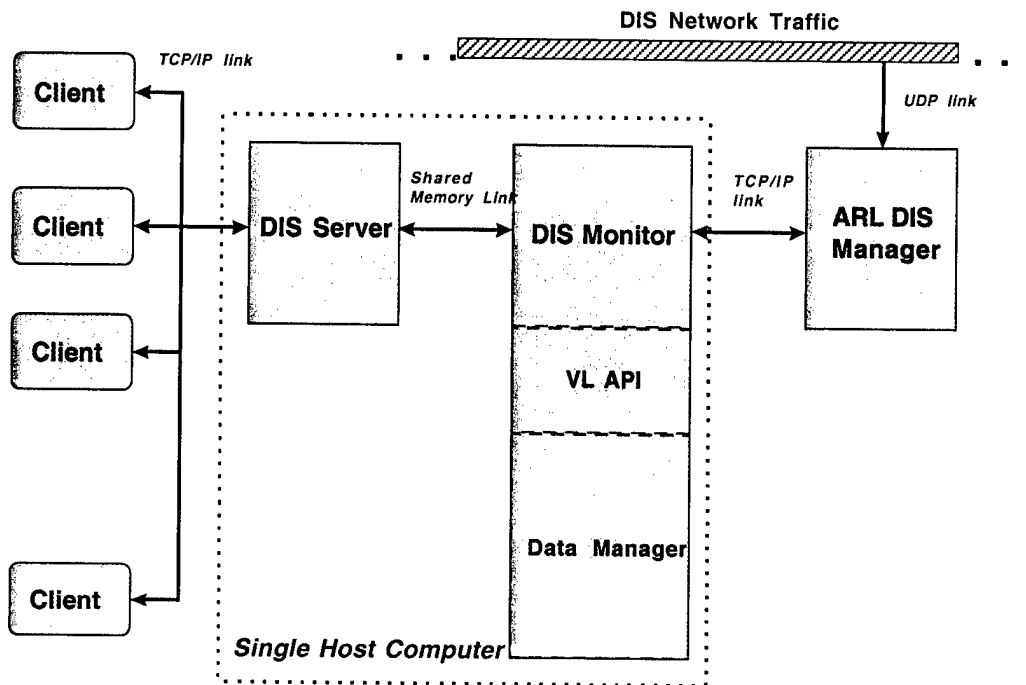 DIS Network Traffic
TCP/IP link
Client
UDP link
Client
DIS Server
Shared
Memory Link
DIS Monitor
TCP/IP
link
ARL DIS
Manager
Client
VL API
Data Manager
Client
Single Host Computer